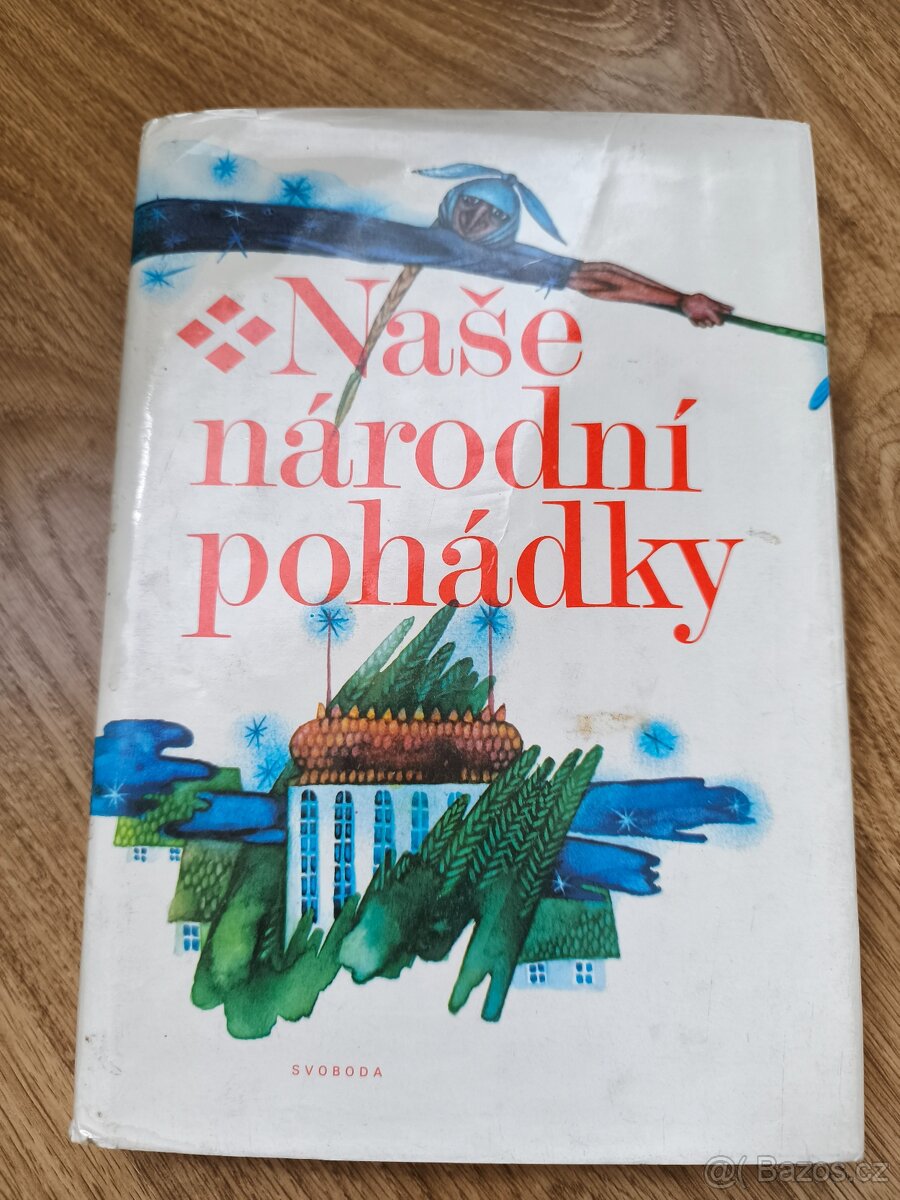 Naše
národní
pohádky
SVOBODA
@( Bazos.cz